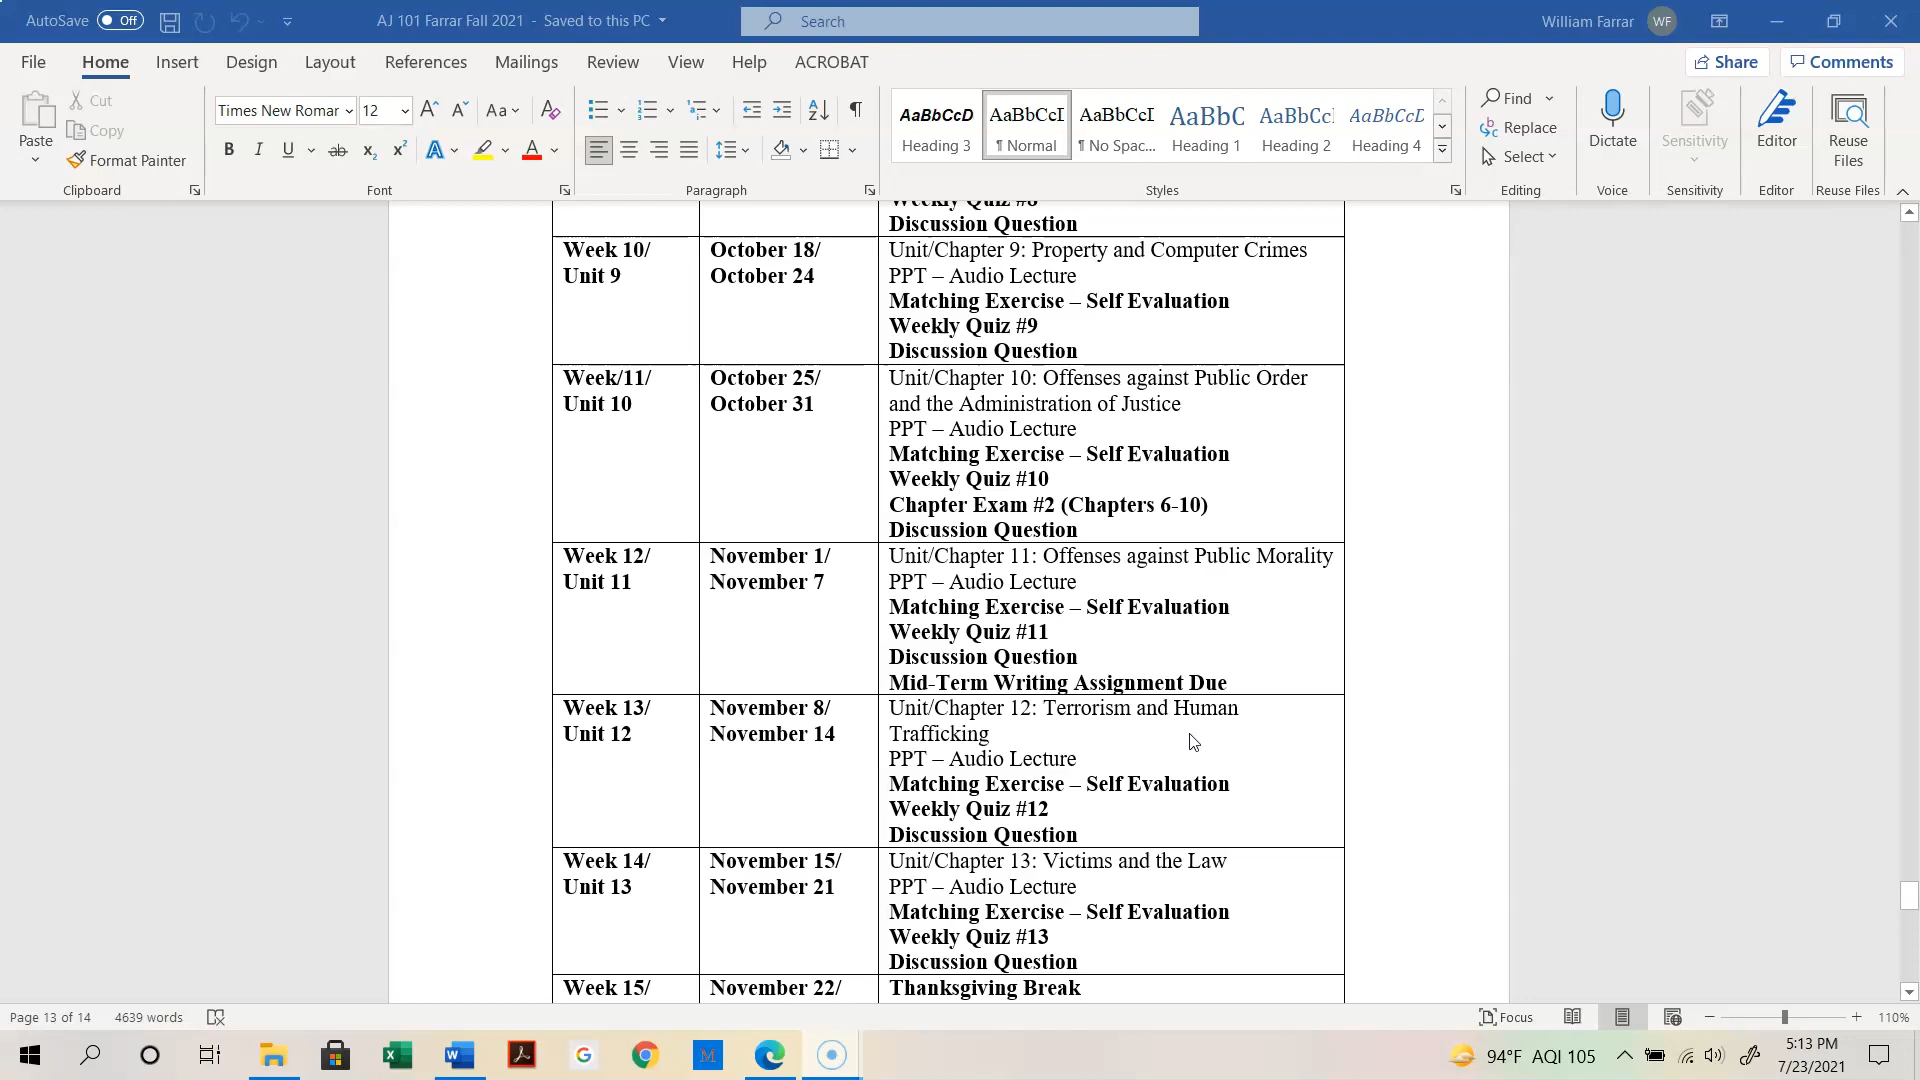 AutoSave Off AJ 101 Farrar Fall 2021 - Saved to this PC Search William Farrar WF
File Home Insert Design Layout References Mailings Review View Help ACROBAT Share Comments
Paste
Cut
Copy
Format Painter
Clipboard
Times New Romar 12 Aa
B I U ab x₂ x² A A
Font
Paragraph
AaBbCcD AaBbCcI AaBbCcI AaBbC AaBbCcI AaBbCcD
Heading 3 ¶ Normal ¶ No Spac... Heading 1 Heading 2 Heading 4
Styles
Find
Replace
Select
Editing
Dictate
Voice
Sensitivity
Sensitivity
Editor
Editor
Reuse
Files
Reuse Files
Weekly Quiz #8
Discussion Question
Week 10/ October 18/ Unit/Chapter 9: Property and Computer Crimes
Unit 9 October 24 PPT – Audio Lecture
Matching Exercise – Self Evaluation
Weekly Quiz #9
Discussion Question
Week/11/ October 25/ Unit/Chapter 10: Offenses against Public Order
Unit 10 October 31 and the Administration of Justice
PPT – Audio Lecture
Matching Exercise – Self Evaluation
Weekly Quiz #10
Chapter Exam #2 (Chapters 6-10)
Discussion Question
Week 12/ November 1/ Unit/Chapter 11: Offenses against Public Morality
Unit 11 November 7 PPT – Audio Lecture
Matching Exercise – Self Evaluation
Weekly Quiz #11
Discussion Question
Mid-Term Writing Assignment Due
Week 13/ November 8/ Unit/Chapter 12: Terrorism and Human
Unit 12 November 14 Trafficking
PPT – Audio Lecture
Matching Exercise – Self Evaluation
Weekly Quiz #12
Discussion Question
Week 14/ November 15/ Unit/Chapter 13: Victims and the Law
Unit 13 November 21 PPT – Audio Lecture
Matching Exercise – Self Evaluation
Weekly Quiz #13
Discussion Question
Week 15/ November 22/ Thanksgiving Break
Page 13 of 14 4639 words Focus 110%
94°F AQI 105 5:13 PM
7/23/2021